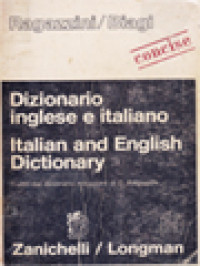 Ragazzini/Biagi
concise
Dizionario
inglese e italiano
Italian and English
Dictionary
Zanichelli / Longman